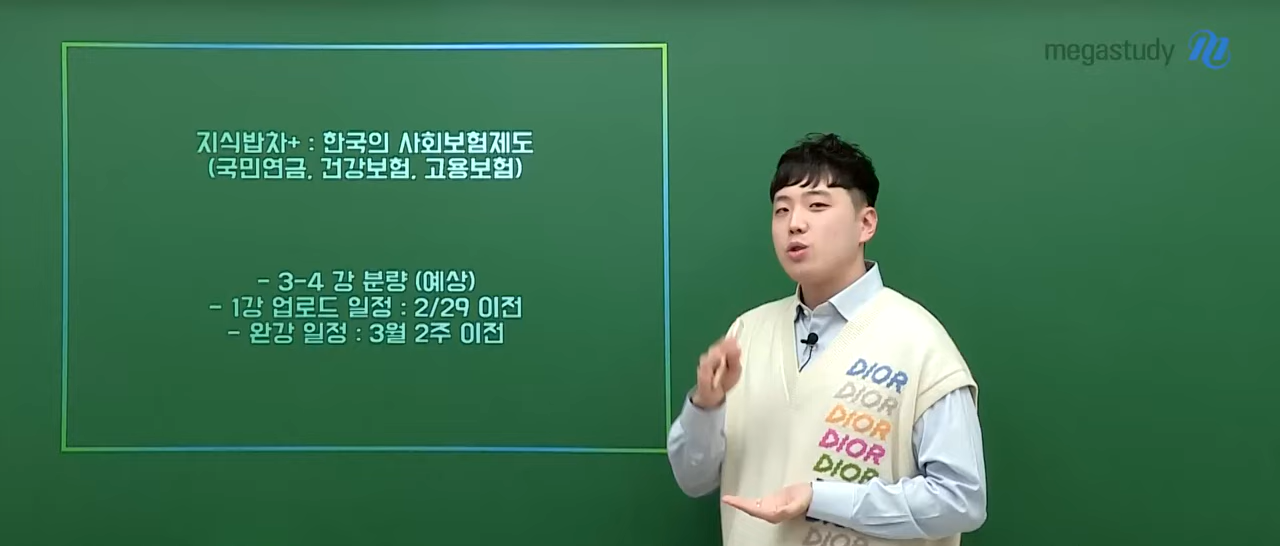 megastudy
지식밥차+ : 한국의 사회보험제도
(국민연금, 건강보험, 고용보험)
- 3-4 강 분량 (예상)
- 1강 업로드 일정 : 2/29 이전
- 완강 일정 : 3월 2주 이전
DIOR
DIOR
DIOR
DIOR
DIOR
DIOR